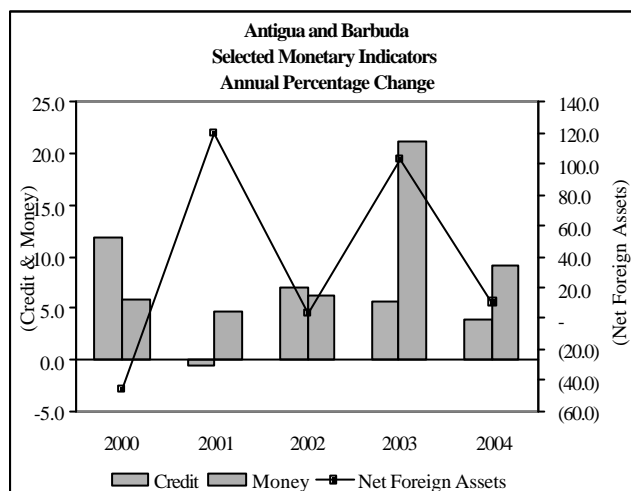 Antigua and Barbuda
Selected Monetary Indicators
Annual Percentage Change
(Credit & Money)
25.0
20.0
15.0
10.0
5.0
0.0
-5.0
140.0
120.0
100.0
80.0
60.0
40.0
20.0
-
(20.0)
(40.0)
(60.0)
(Net Foreign Assets)
2000 2001 2002 2003 2004
Credit Money Net Foreign Assets